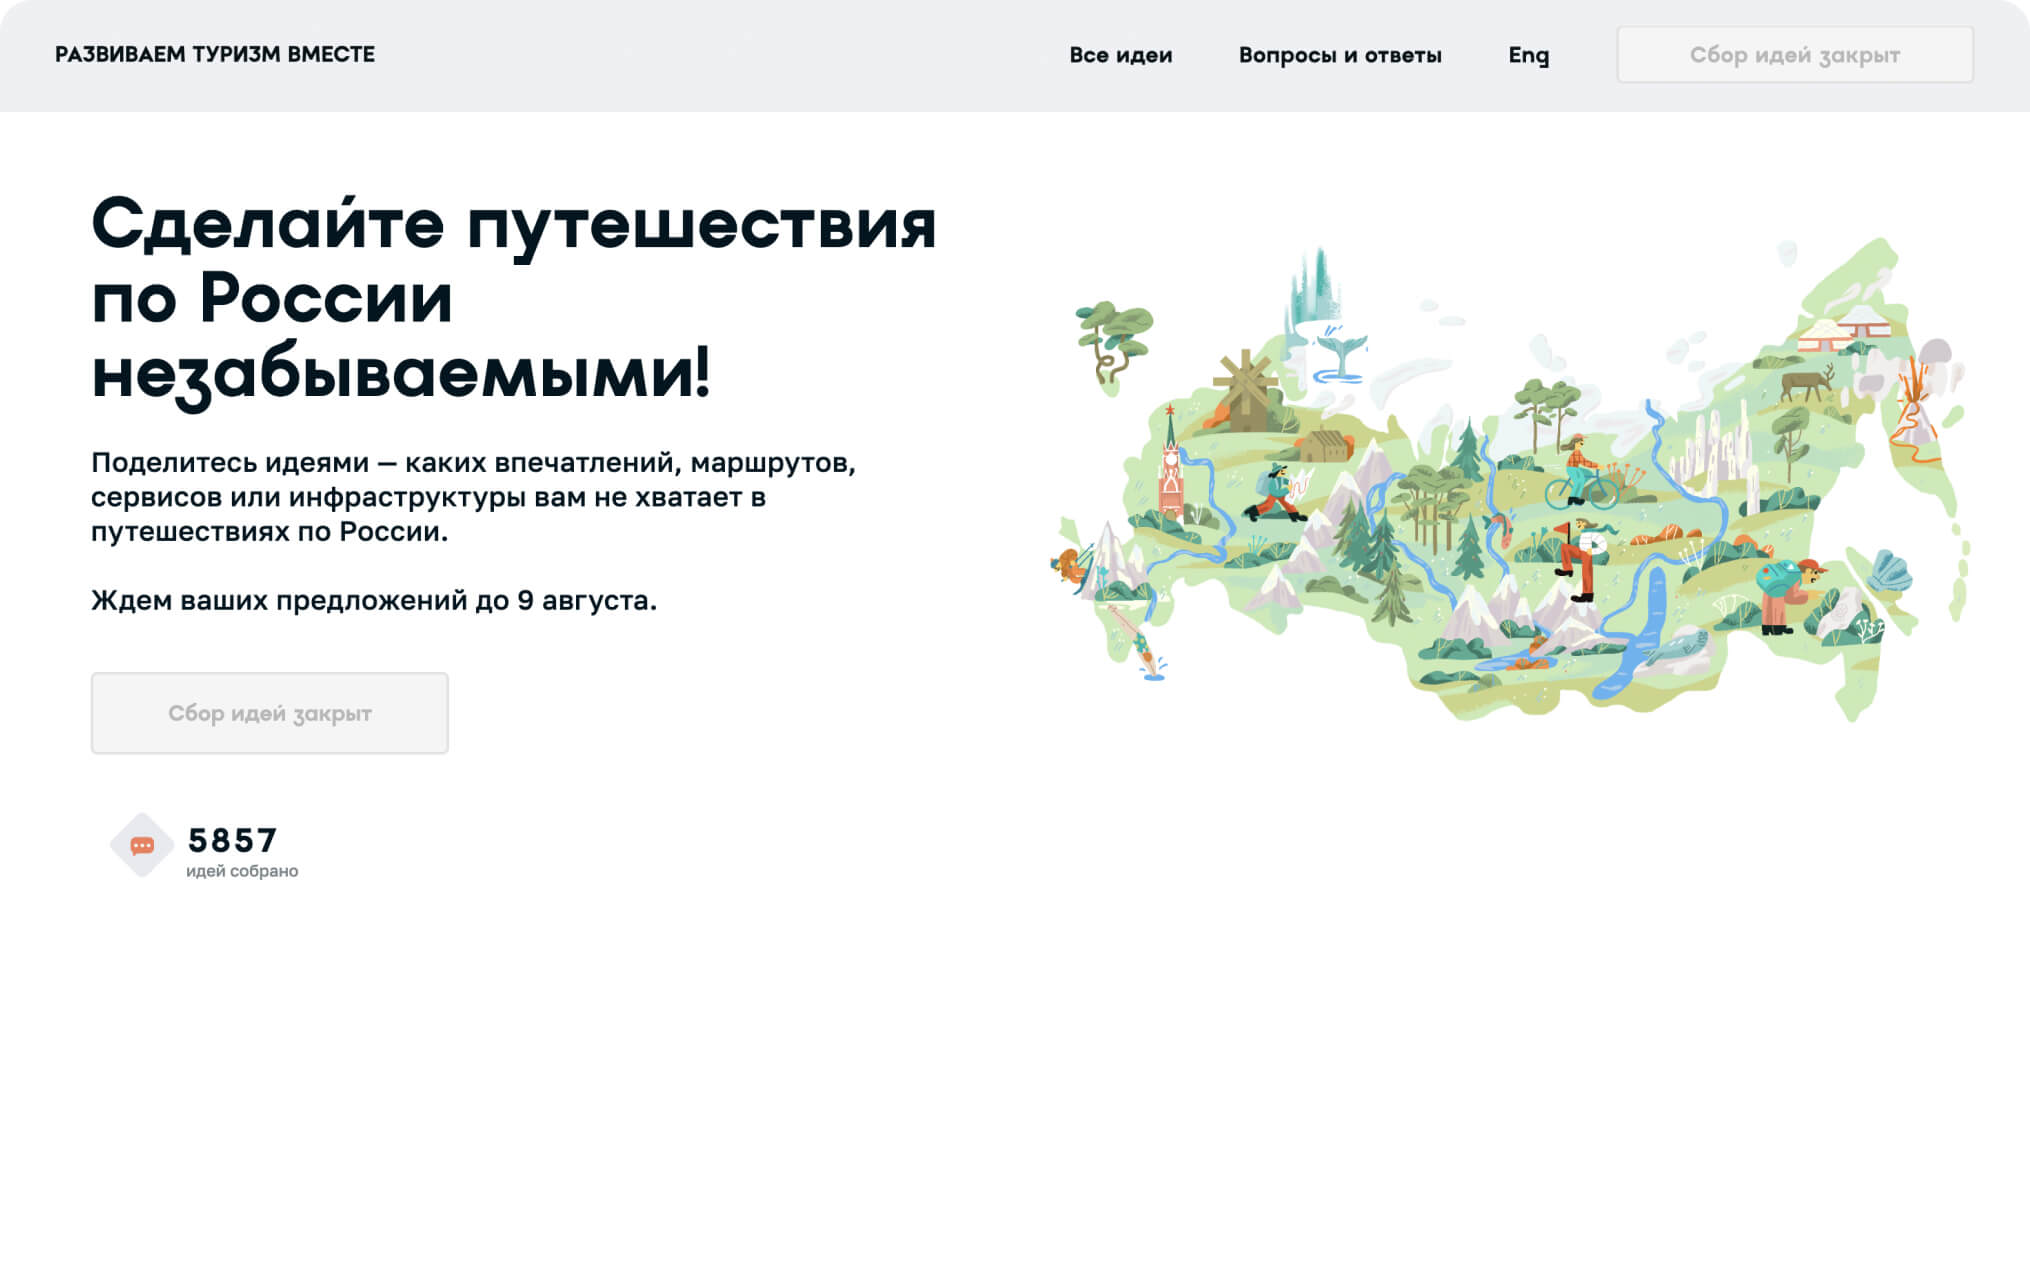 РАЗВИВАЕМ ТУРИЗМ ВМЕСТЕ
Все идеи
Вопросы и ответы
Eng
Сбор идей закрыт
Сделайте путешествия
по России
незабываемыми!
Поделитесь идеями — каких впечатлений, маршрутов,
сервисов или инфраструктуры вам не хватает в
путешествиях по России.
Ждем ваших предложений до 9 августа.
Сбор идей закрыт
5857
идей собрано